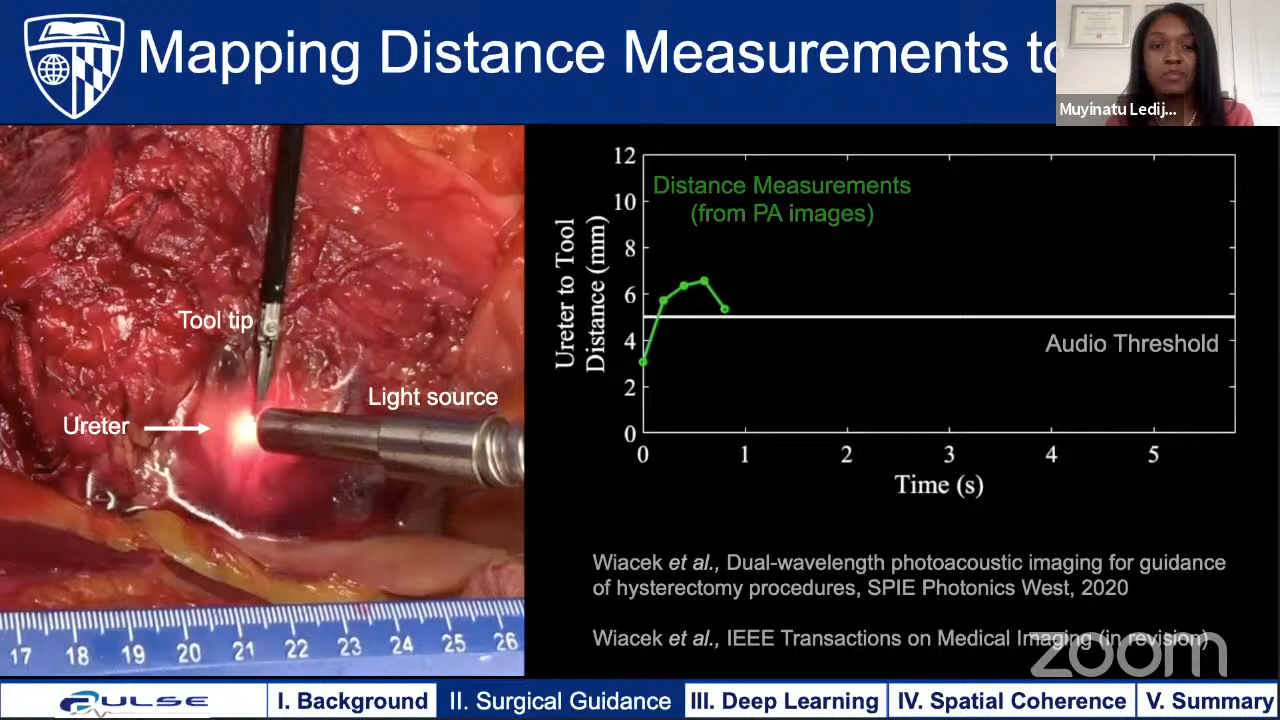 Mapping Distance Measurements to
Muyinatu Ledij...
Tool tip
Light source
Ureter
17 18 19 20 21 22 23 24 25 26
12
10
8
6
4
2
0
Ureter to Tool
Distance (mm)
Distance Measurements
(from PA images)
Audio Threshold
0 1 2 3 4 5
Time (s)
Wiacek et al., Dual-wavelength photoacoustic imaging for guidance
of hysterectomy procedures, SPIE Photonics West, 2020
Wiacek et al., IEEE Transactions on Medical Imaging (in revision)
zoom
PULSE
I. Background
II. Surgical Guidance
III. Deep Learning
IV. Spatial Coherence
V. Summary